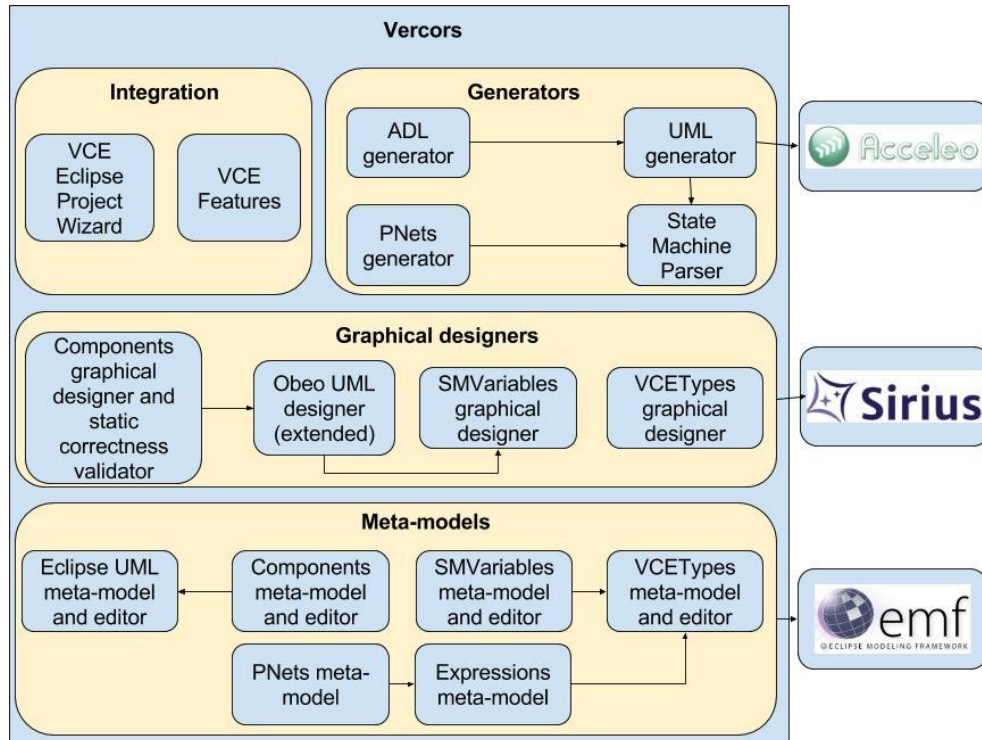 Vercors
Integration
VCE
Eclipse
Project
Wizard
VCE
Features
Generators
ADL
generator
UML
generator
PNets
generator
State
Machine
Parser
Acceleo
Graphical designers
Components
graphical
designer and
static
correctness
validator
Obeo UML
designer
(extended)
SMVariables
graphical
designer
VCETypes
graphical
designer
Sirius
Meta-models
Eclipse UML
meta-model
and editor
Components
meta-model
and editor
SMVariables
meta-model
and editor
VCETypes
meta-model
and editor
PNets meta-
model
Expressions
meta-model
emf
ECLIPSE MODELING FRAMEWORK